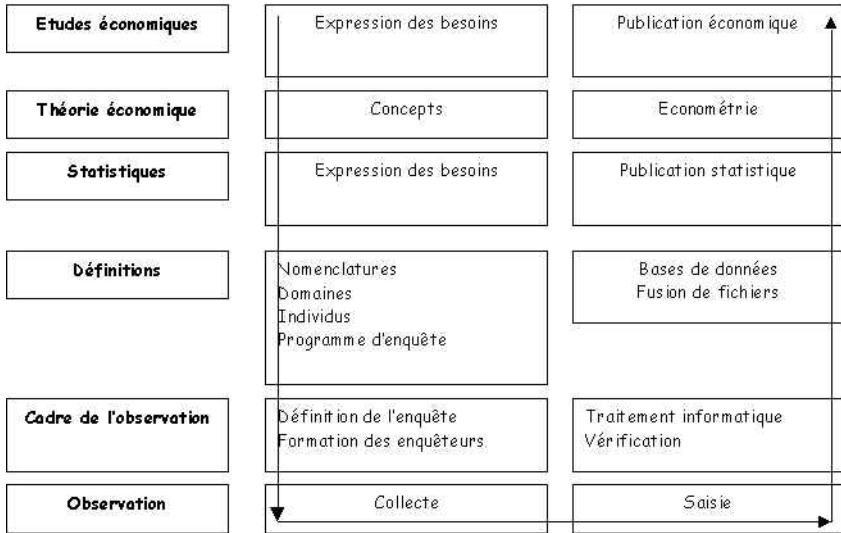 Etudes économiques
Expression des besoins
Publication économique
Théorie économique
Concepts
Econométrie
Statistiques
Expression des besoins
Publication statistique
Définitions
Nomenclatures
Domaines
Individus
Programme d'enquête
Bases de données
Fusion de fichiers
Cadre de l'observation
Définition de l'enquête
Formation des enquêteurs
Traitement informatique
Vérification
Observation
Collecte
Saisie